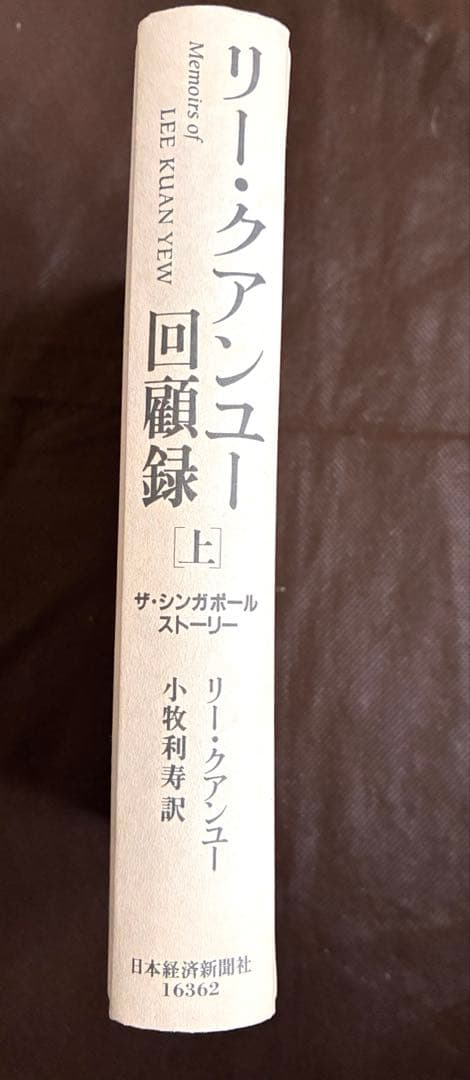 リー・クアンユー
回顧録
[上]
Memoirs of
LEE KUAN YEW
ザ・シンガポール
ストーリー
リー・クアンユー
小牧利寿訳
日本経済新聞社
16362